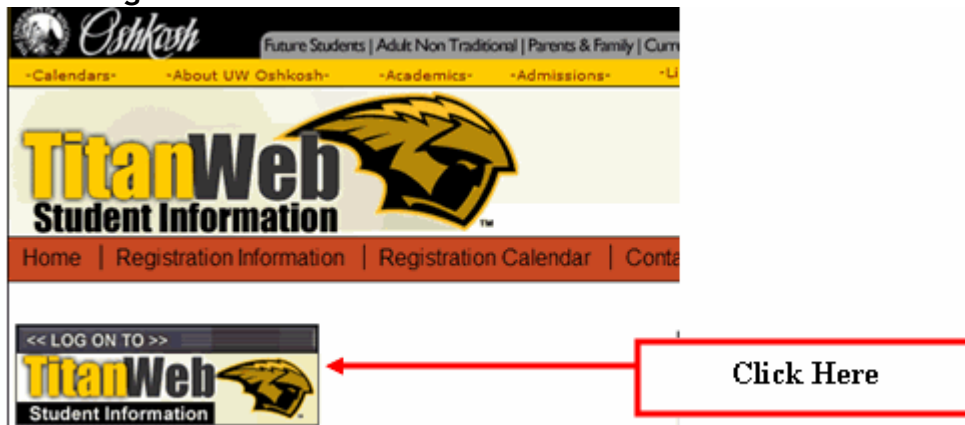 Oshkosh
Future Students | Adult Non Traditional | Parents & Family |
-Calendars- -About UW Oshkosh- -Academics- -Admissions-
TitanWeb
Student Information
TM
Home | Registration Information | Registration Calendar |
<< LOG ON TO >>
TitanWeb
Student Information
Click Here